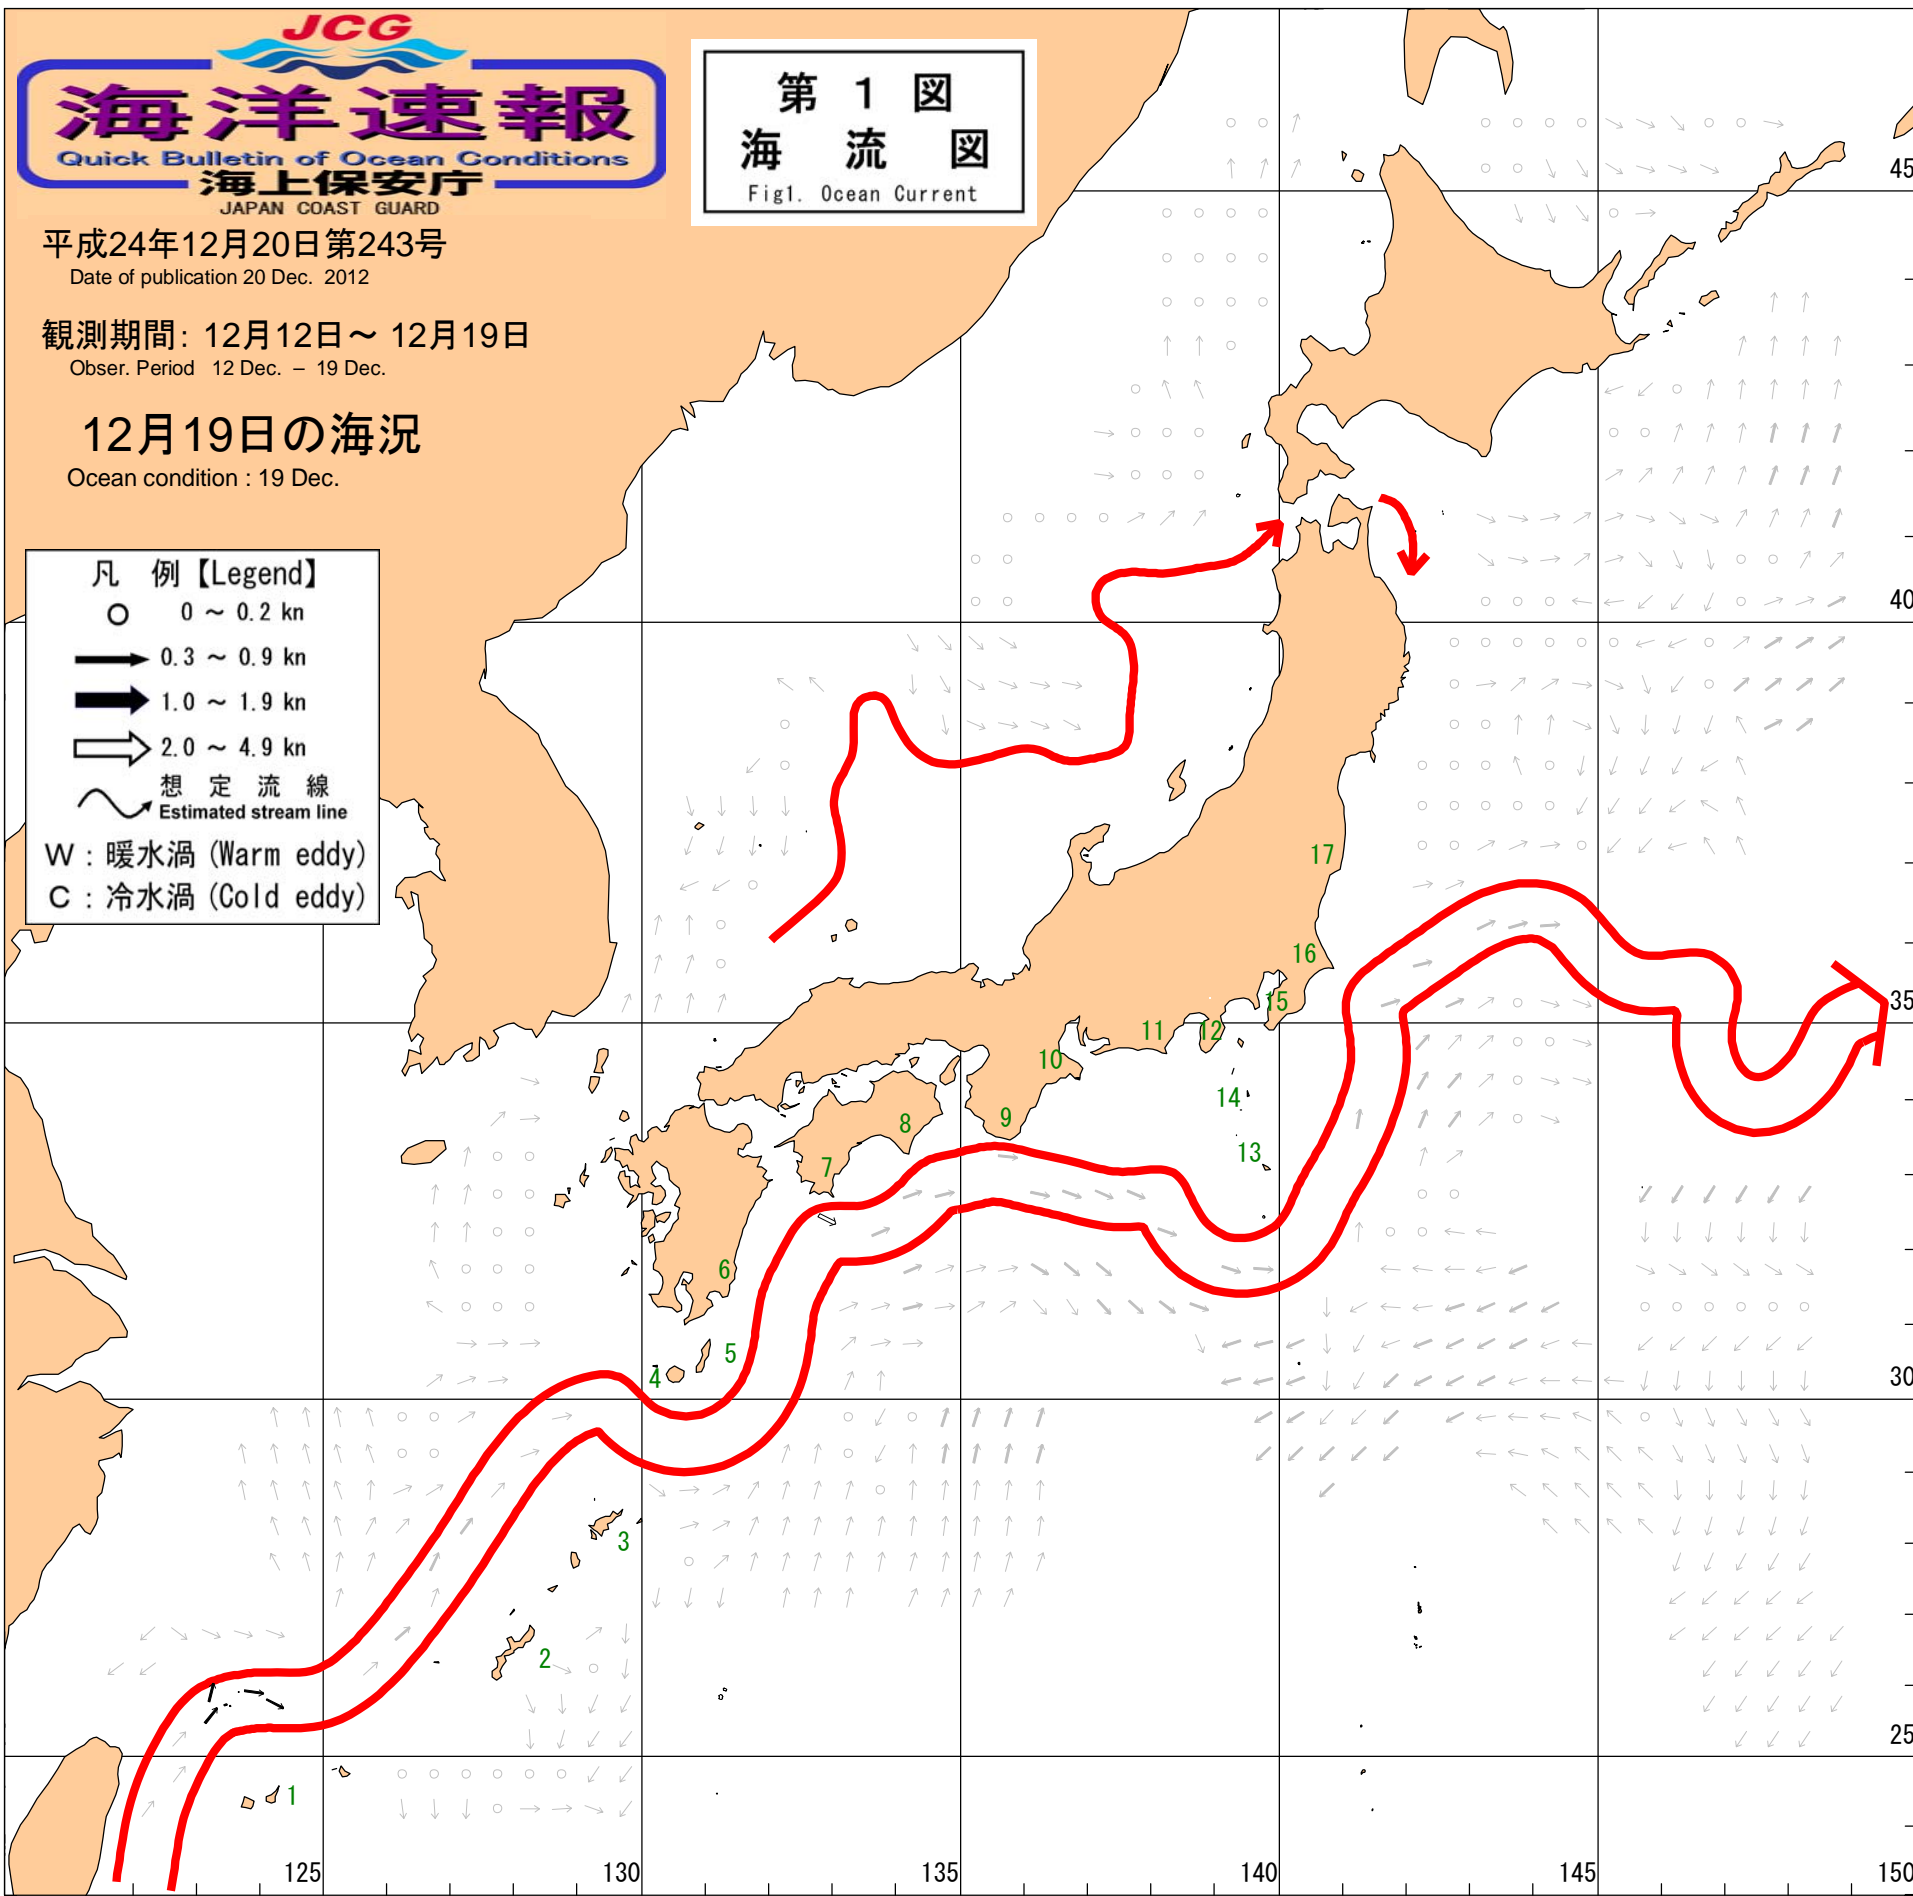 JCG
海洋速報
Quick Bulletin of Ocean Conditions
海上保安庁
JAPAN COAST GUARD
第 1 図
海 流 図
Fig1. Ocean Current
平成24年12月20日第243号
Date of publication 20 Dec. 2012
観測期間: 12月12日～ 12月19日
Obser. Period 12 Dec. – 19 Dec.
12月19日の海況
Ocean condition : 19 Dec.
凡 例【Legend】
0 ～ 0.2 kn
0.3 ～ 0.9 kn
1.0 ～ 1.9 kn
2.0 ～ 4.9 kn
想 定 流 線
Estimated stream line
W : 暖水渦 (Warm eddy)
C : 冷水渦 (Cold eddy)
45
40
35
30
25
17
16
15
12
11
10
14
13
9
8
7
6
5
4
3
2
1
125
130
135
140
145
150